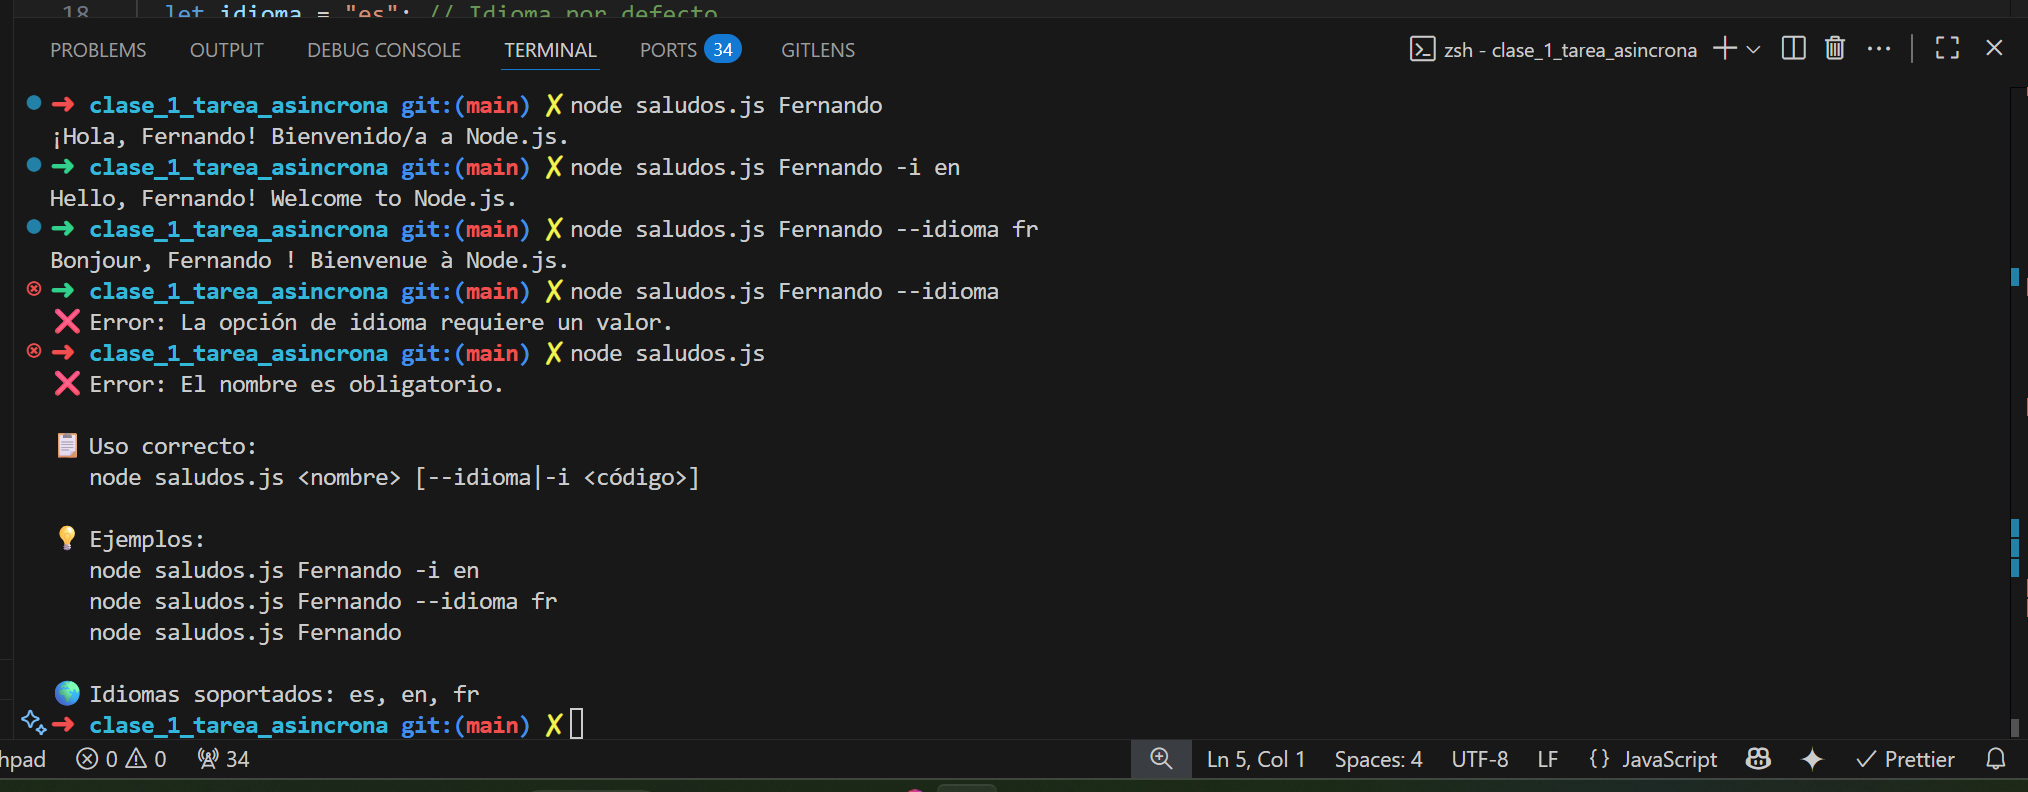 18 let idioma = "es"; // Idioma por defecto
PROBLEMS OUTPUT DEBUG CONSOLE TERMINAL PORTS 34 GITLENS zsh - clase_1_tarea_asincrona
➜ clase_1_tarea_asincrona git:(main) ✗ node saludos.js Fernando
¡Hola, Fernando! Bienvenido/a a Node.js.
➜ clase_1_tarea_asincrona git:(main) ✗ node saludos.js Fernando -i en
Hello, Fernando! Welcome to Node.js.
➜ clase_1_tarea_asincrona git:(main) ✗ node saludos.js Fernando --idioma fr
Bonjour, Fernando ! Bienvenue à Node.js.
➜ clase_1_tarea_asincrona git:(main) ✗ node saludos.js Fernando --idioma
❌ Error: La opción de idioma requiere un valor.
➜ clase_1_tarea_asincrona git:(main) ✗ node saludos.js
❌ Error: El nombre es obligatorio.
📋 Uso correcto:
node saludos.js <nombre> [--idioma|-i <código>]
💡 Ejemplos:
node saludos.js Fernando -i en
node saludos.js Fernando --idioma fr
node saludos.js Fernando
🌍 Idiomas soportados: es, en, fr
➜ clase_1_tarea_asincrona git:(main) ✗
hpad 0 0 34 Ln 5, Col 1 Spaces: 4 UTF-8 LF {} JavaScript Prettier